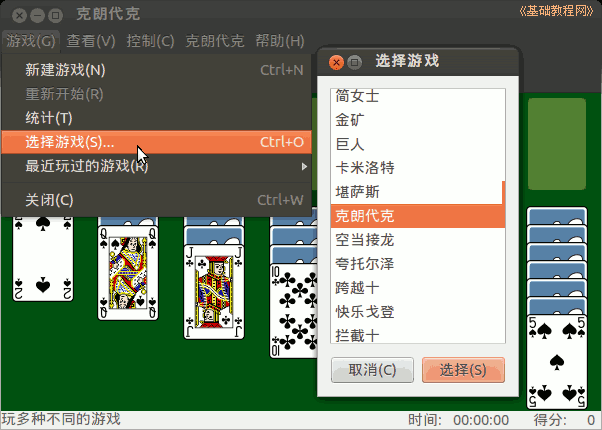 克朗代克
《基础教程网》
游戏(G) 查看(V) 控制(C) 克朗代克 帮助(H)
新建游戏(N) Ctrl+N
重新开始(R)
统计(T)
选择游戏(S)... Ctrl+O
最近玩过的游戏(R)
关闭(C) Ctrl+W
选择游戏
简女士
金矿
巨人
卡米洛特
堪萨斯
克朗代克
空当接龙
夸托尔泽
跨越十
快乐戈登
拦截十
取消(C) 选择(S)
2
Q
Q
J
J
10
10
5
5
玩多种不同的游戏 时间: 00:00:00 得分: 0